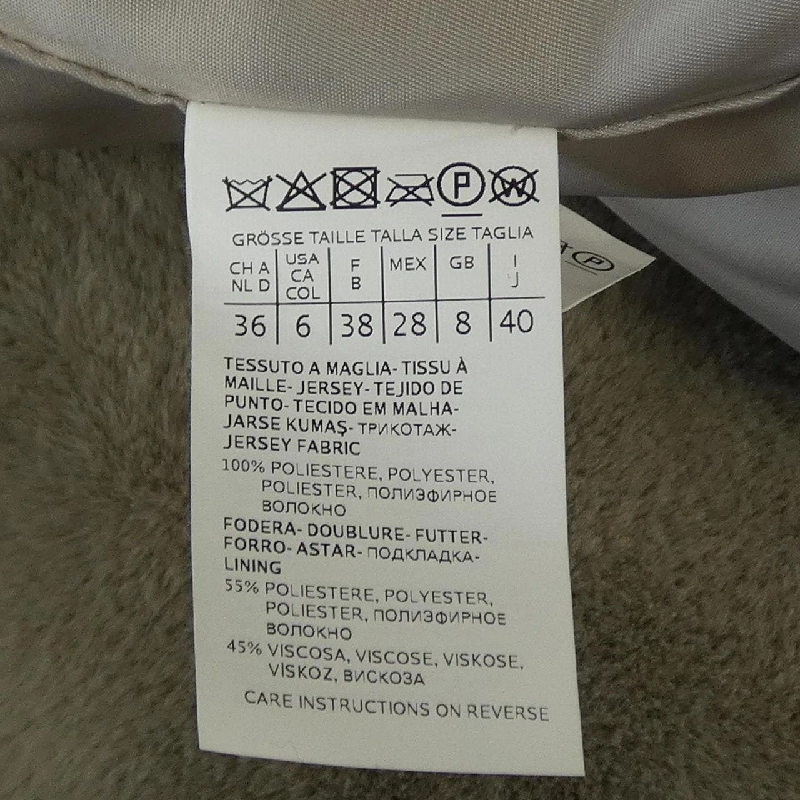 P W
GRÖSSE TAILLE TALLA SIZE TAGLIA
CH A NL D | USA CA COL | F B | MEX | GB | I J
36 | 6 | 38 | 28 | 8 | 40
TESSUTO A MAGLIA- TISSU À
MAILLE- JERSEY- TEJIDO DE
PUNTO- TECIDO EM MALHA-
JARSE KUMAŞ- ТРИКОТАЖ-
JERSEY FABRIC
100% POLIESTERE, POLYESTER,
POLIESTER, ПОЛИЭФИРНОЕ
ВОЛОКНО
FODERA- DOUBLURE- FUTTER-
FORRO- ASTAR- ПОДКЛАДКА-
LINING
55% POLIESTERE, POLYESTER,
POLIESTER, ПОЛИЭФИРНОЕ
ВОЛОКНО
45% VISCOSA, VISCOSE, VISKOSE,
VİSKOZ, ВИСКОЗА
CARE INSTRUCTIONS ON REVERSE
P